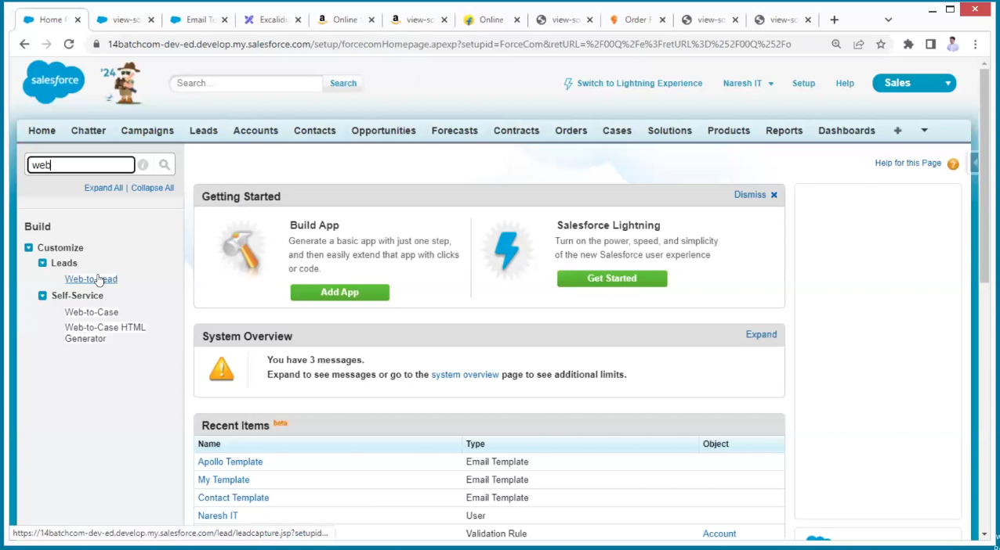 Home P
view-so
Email Te
Excalid
Online S
view-so
Online
view-so
Order F
view-so
view-so
14batchcom-dev-ed.develop.my.salesforce.com/setup/forcecomHomepage.apexp?setupid=ForceCom&retURL=%2F00Q%2Fe%3FretURL%3D%252F00Q%252Fo
salesforce
'24
Search...
Search
Switch to Lightning Experience
Naresh IT
Setup
Help
Sales
Home
Chatter
Campaigns
Leads
Accounts
Contacts
Opportunities
Forecasts
Contracts
Orders
Cases
Solutions
Products
Reports
Dashboards
+
web
Expand All | Collapse All
Help for this Page ?
Build
Customize
Leads
Web-to-Lead
Self-Service
Web-to-Case
Web-to-Case HTML
Generator
Getting Started
Dismiss
Build App
Generate a basic app with just one step,
and then easily extend that app with clicks
or code.
Add App
Salesforce Lightning
Turn on the power, speed, and simplicity
of the new Salesforce user experience
Get Started
System Overview
Expand
You have 3 messages.
Expand to see messages or go to the system overview page to see additional limits.
Recent Items beta
Name Type Object
Apollo Template Email Template
My Template Email Template
Contact Template Email Template
Naresh IT User
Validation Rule Account
https://14batchcom-dev-ed.develop.my.salesforce.com/lead/leadcapture.jsp?setupid...